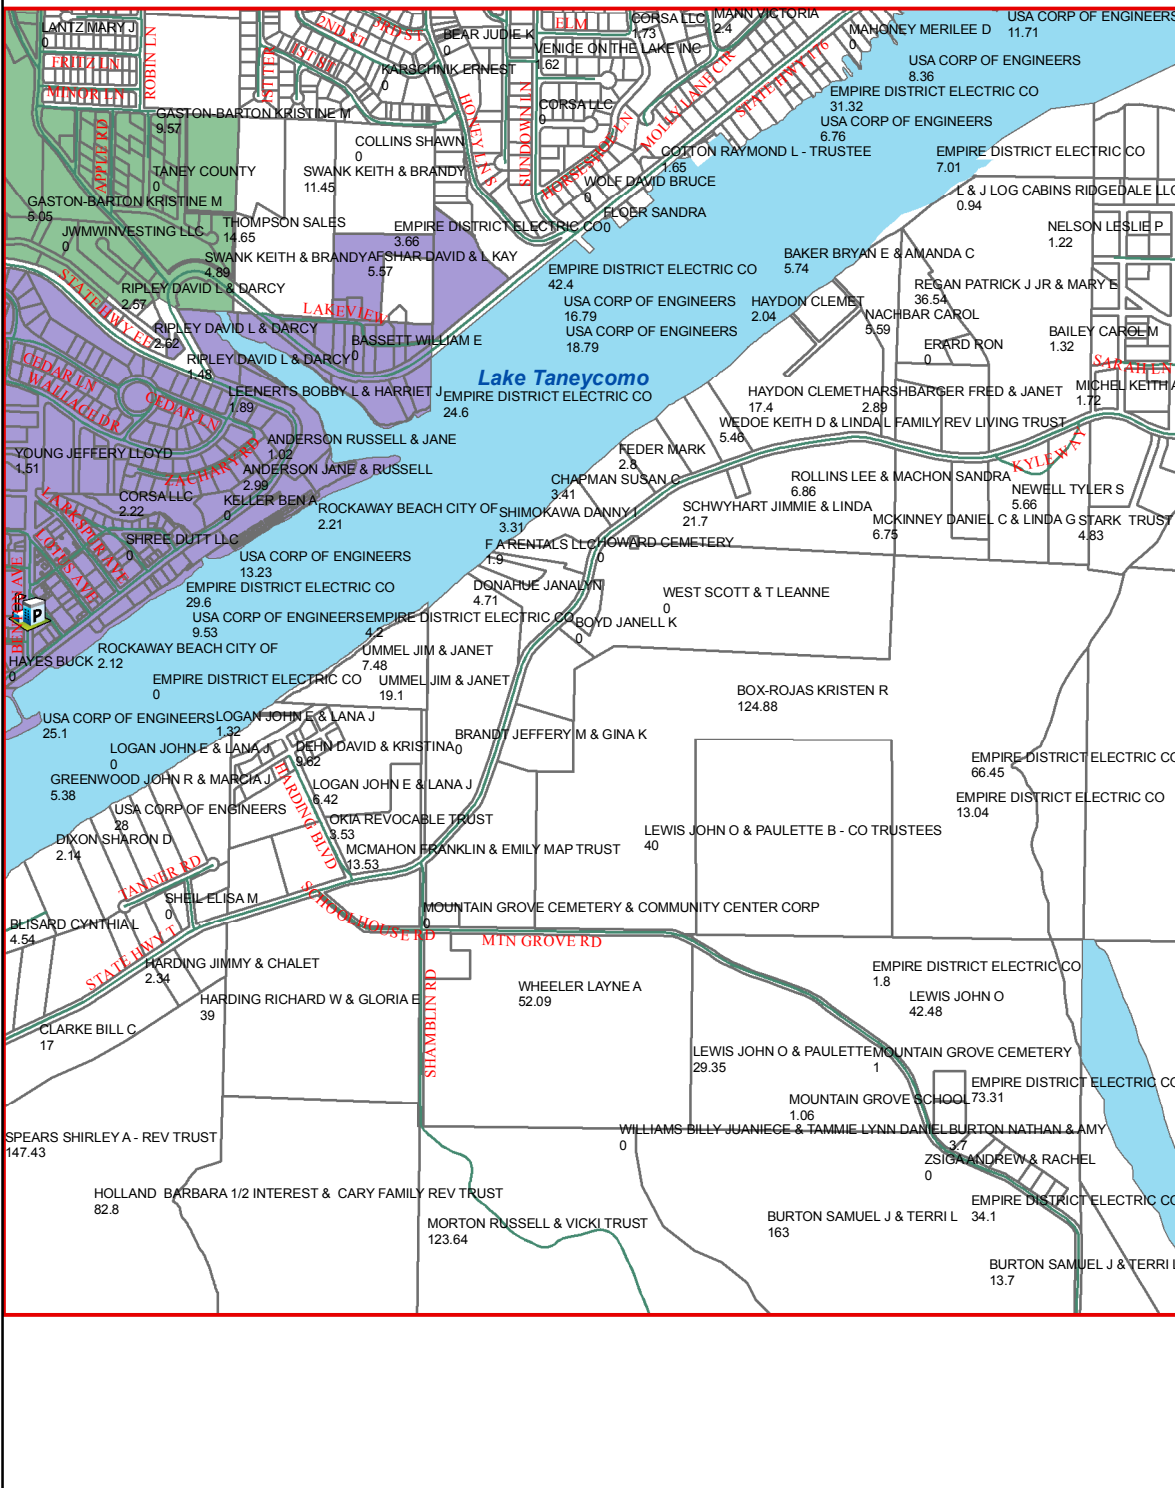 LANTZ MARY J
0
FRITZ LN
MINOR LN
ROBIN LN
2ND ST
3RD ST
1ST ST
BEAR JUDIE K
0
ELM
CORSA LLC
1.73
MANN VICTORIA
2.4
MAHONEY MERILEE D
0
USA CORP OF ENGINEERS
11.71
VENICE ON THE LAKE INC
1.62
KARSCHNIK ERNEST
0
HONEY LN S
SUNDOWN LN
CORSA LLC
0
HORSESHOE LN
MOLLY LANE CIR
STATE HWY 176
USA CORP OF ENGINEERS
8.36
EMPIRE DISTRICT ELECTRIC CO
31.32
USA CORP OF ENGINEERS
6.76
GASTON-BARTON KRISTINE M
9.57
APPLE RD
COLLINS SHAWN
0
COTTON RAYMOND L - TRUSTEE
1.65
EMPIRE DISTRICT ELECTRIC CO
7.01
TANEY COUNTY
0
SWANK KEITH & BRANDY
11.45
WOLF DAVID BRUCE
0
L & J LOG CABINS RIDGEDALE LLC
0.94
GASTON-BARTON KRISTINE M
5.05
FLOER SANDRA
0
JWMWINVESTING LLC
0
THOMPSON SALES
14.65
EMPIRE DISTRICT ELECTRIC CO
3.66
NELSON LESLIE P
1.22
SWANK KEITH & BRANDY
4.89
AFSHAR DAVID & L KAY
5.57
BAKER BRYAN E & AMANDA C
5.74
EMPIRE DISTRICT ELECTRIC CO
42.4
STATE HWY EE
RIPLEY DAVID L & DARCY
2.57
REGAN PATRICK J JR & MARY E
36.54
USA CORP OF ENGINEERS
16.79
HAYDON CLEMET
2.04
LAKEVIEW
NACHBAR CAROL
5.59
RIPLEY DAVID L & DARCY
2.62
BASSETT WILLIAM E
0
USA CORP OF ENGINEERS
18.79
ERARD RON
0
BAILEY CAROL M
1.32
RIPLEY DAVID L & DARCY
1.48
CEDAR LN
WALLACH DR
CEDAR LN
Lake Taneycomo
SARAH LN
LEENERTS BOBBY L & HARRIET J
1.89
EMPIRE DISTRICT ELECTRIC CO
24.6
HAYDON CLEMET
17.4
HARSHBARGER FRED & JANET
2.89
MICHEL KEITH A
1.72
WEDOE KEITH D & LINDA L FAMILY REV LIVING TRUST
5.46
ANDERSON RUSSELL & JANE
1.02
YOUNG JEFFERY LLOYD
1.51
ZACHARY RD
FEDER MARK
2.8
KYLE WAY
ANDERSON JANE & RUSSELL
2.99
CHAPMAN SUSAN C
3.41
ROLLINS LEE & MACHON SANDRA
6.86
NEWELL TYLER S
5.66
CORSA LLC
2.22
KELLER BEN A
0
ROCKAWAY BEACH CITY OF
2.21
SHIMOKAWA DANNY L
3.31
SCHWYHART JIMMIE & LINDA
21.7
MCKINNEY DANIEL C & LINDA G
6.75
STARK TRUST
4.83
LARKSPUR AVE
LOTUS AVE
SHREE DUTT LLC
0
F A RENTALS LLC
1.9
HOWARD CEMETERY
0
USA CORP OF ENGINEERS
13.23
EMPIRE DISTRICT ELECTRIC CO
29.6
DONAHUE JANALYN
4.71
WEST SCOTT & T LEANNE
0
P
USA CORP OF ENGINEERS
9.53
EMPIRE DISTRICT ELECTRIC CO
4.2
BOYD JANELL K
0
HAYES BUCK
0
ROCKAWAY BEACH CITY OF
2.12
UMMEL JIM & JANET
7.48
EMPIRE DISTRICT ELECTRIC CO
0
UMMEL JIM & JANET
19.1
BOX-ROJAS KRISTEN R
124.88
USA CORP OF ENGINEERS
25.1
LOGAN JOHN E & LANA J
1.32
BRANDT JEFFERY M & GINA K
0
LOGAN JOHN E & LANA J
0
DEHN DAVID & KRISTINA
9.62
EMPIRE DISTRICT ELECTRIC CO
66.45
GREENWOOD JOHN R & MARCIA J
5.38
HARDING BLVD
LOGAN JOHN E & LANA J
6.42
EMPIRE DISTRICT ELECTRIC CO
13.04
USA CORP OF ENGINEERS
28
OKIA REVOCABLE TRUST
3.53
LEWIS JOHN O & PAULETTE B - CO TRUSTEES
40
DIXON SHARON D
2.14
MCMAHON FRANKLIN & EMILY MAP TRUST
13.53
TANNER RD
SHEIL ELISA M
0
SCHOOL HOUSE RD
MOUNTAIN GROVE CEMETERY & COMMUNITY CENTER CORP
0
BLISARD CYNTHIA L
4.54
STATE HWY T
MTN GROVE RD
HARDING JIMMY & CHALET
2.34
EMPIRE DISTRICT ELECTRIC CO
1.8
SHAMBLIN RD
WHEELER LAYNE A
52.09
HARDING RICHARD W & GLORIA E
39
LEWIS JOHN O
42.48
CLARKE BILL C
17
LEWIS JOHN O & PAULETTE
29.35
MOUNTAIN GROVE CEMETERY
1
EMPIRE DISTRICT ELECTRIC CO
73.31
MOUNTAIN GROVE SCHOOL
1.06
SPEARS SHIRLEY A - REV TRUST
147.43
WILLIAMS BILLY JUANIECE & TAMMIE LYNN DANIEL
0
BURTON NATHAN & AMY
3.7
ZSIGA ANDREW & RACHEL
0
HOLLAND BARBARA 1/2 INTEREST & CARY FAMILY REV TRUST
82.8
EMPIRE DISTRICT ELECTRIC CO
34.1
MORTON RUSSELL & VICKI TRUST
123.64
BURTON SAMUEL J & TERRI L
163
BURTON SAMUEL J & TERRI L
13.7